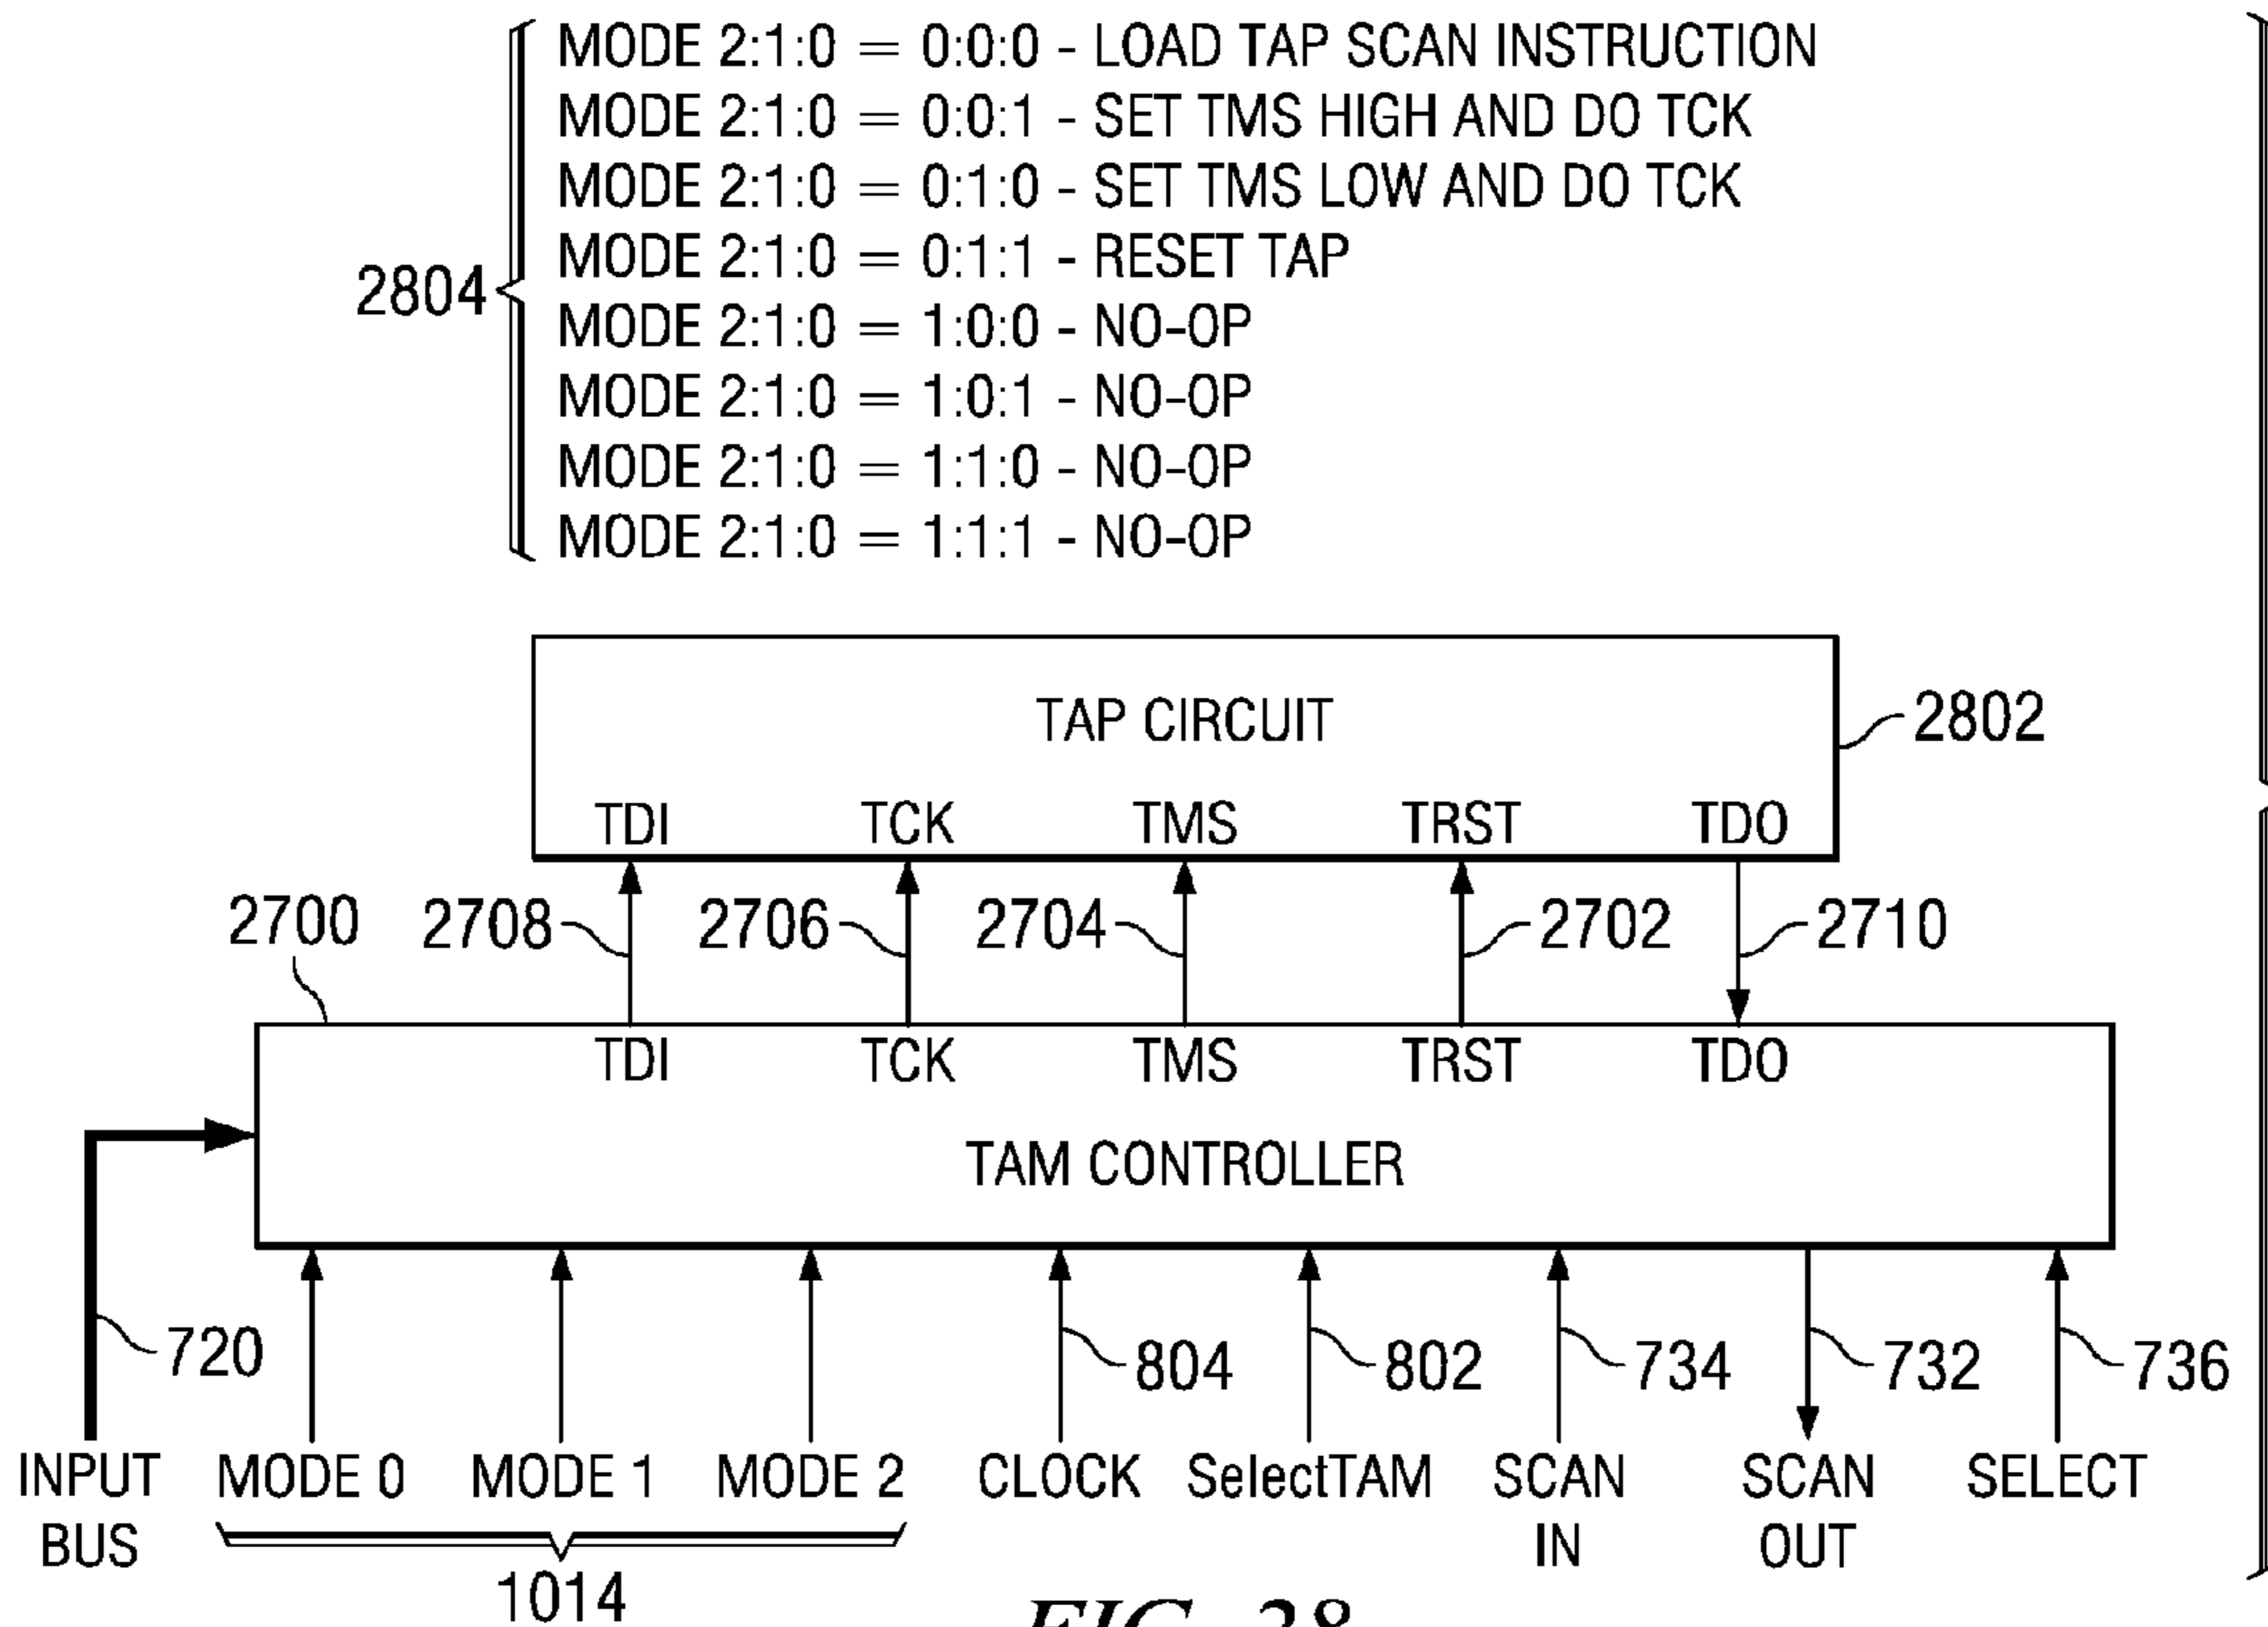 MODE 2:1:0 = 0:0:0 - LOAD TAP SCAN INSTRUCTION
MODE 2:1:0 = 0:0:1 - SET TMS HIGH AND DO TCK
MODE 2:1:0 = 0:1:0 - SET TMS LOW AND DO TCK
MODE 2:1:0 = 0:1:1 - RESET TAP
2804
MODE 2:1:0 = 1:0:0 - NO-OP
MODE 2:1:0 = 1:0:1 - NO-OP
MODE 2:1:0 = 1:1:0 - NO-OP
MODE 2:1:0 = 1:1:1 - NO-OP
TAP CIRCUIT
2802
TDI TCK TMS TRST TDO
2700 2708 2706 2704 2702 2710
TDI TCK TMS TRST TDO
TAM CONTROLLER
720 804 802 734 732 736
INPUT BUS
MODE 0 MODE 1 MODE 2 CLOCK SelectTAM
SCAN IN
SCAN OUT
SELECT
1014
FIG. 28